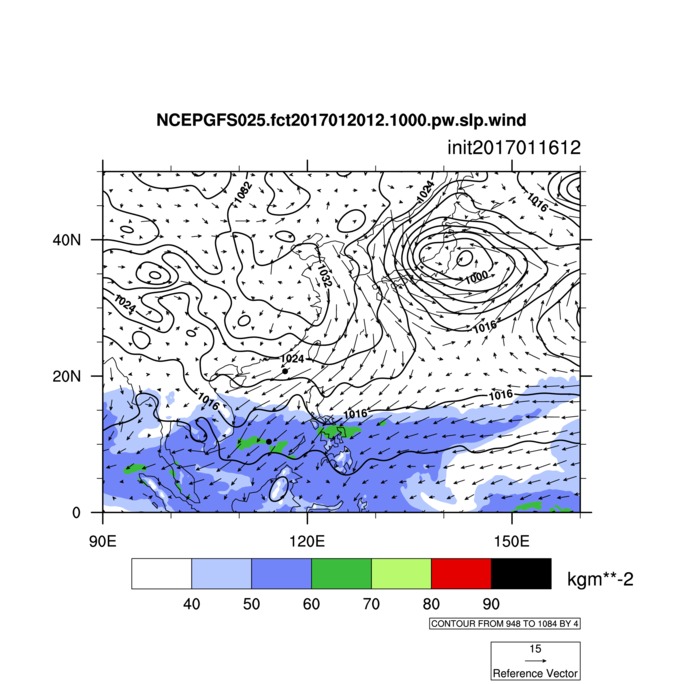 NCEPGFS025.fct2017012012.1000.pw.slp.wind
init2017011612
1032
1024
1016
40N
1032
1000
1024
1016
1024
20N
1016
1016
1016
0
90E
120E
150E
40
50
60
70
80
90
kgm**-2
CONTOUR FROM 948 TO 1084 BY 4
15
Reference Vector